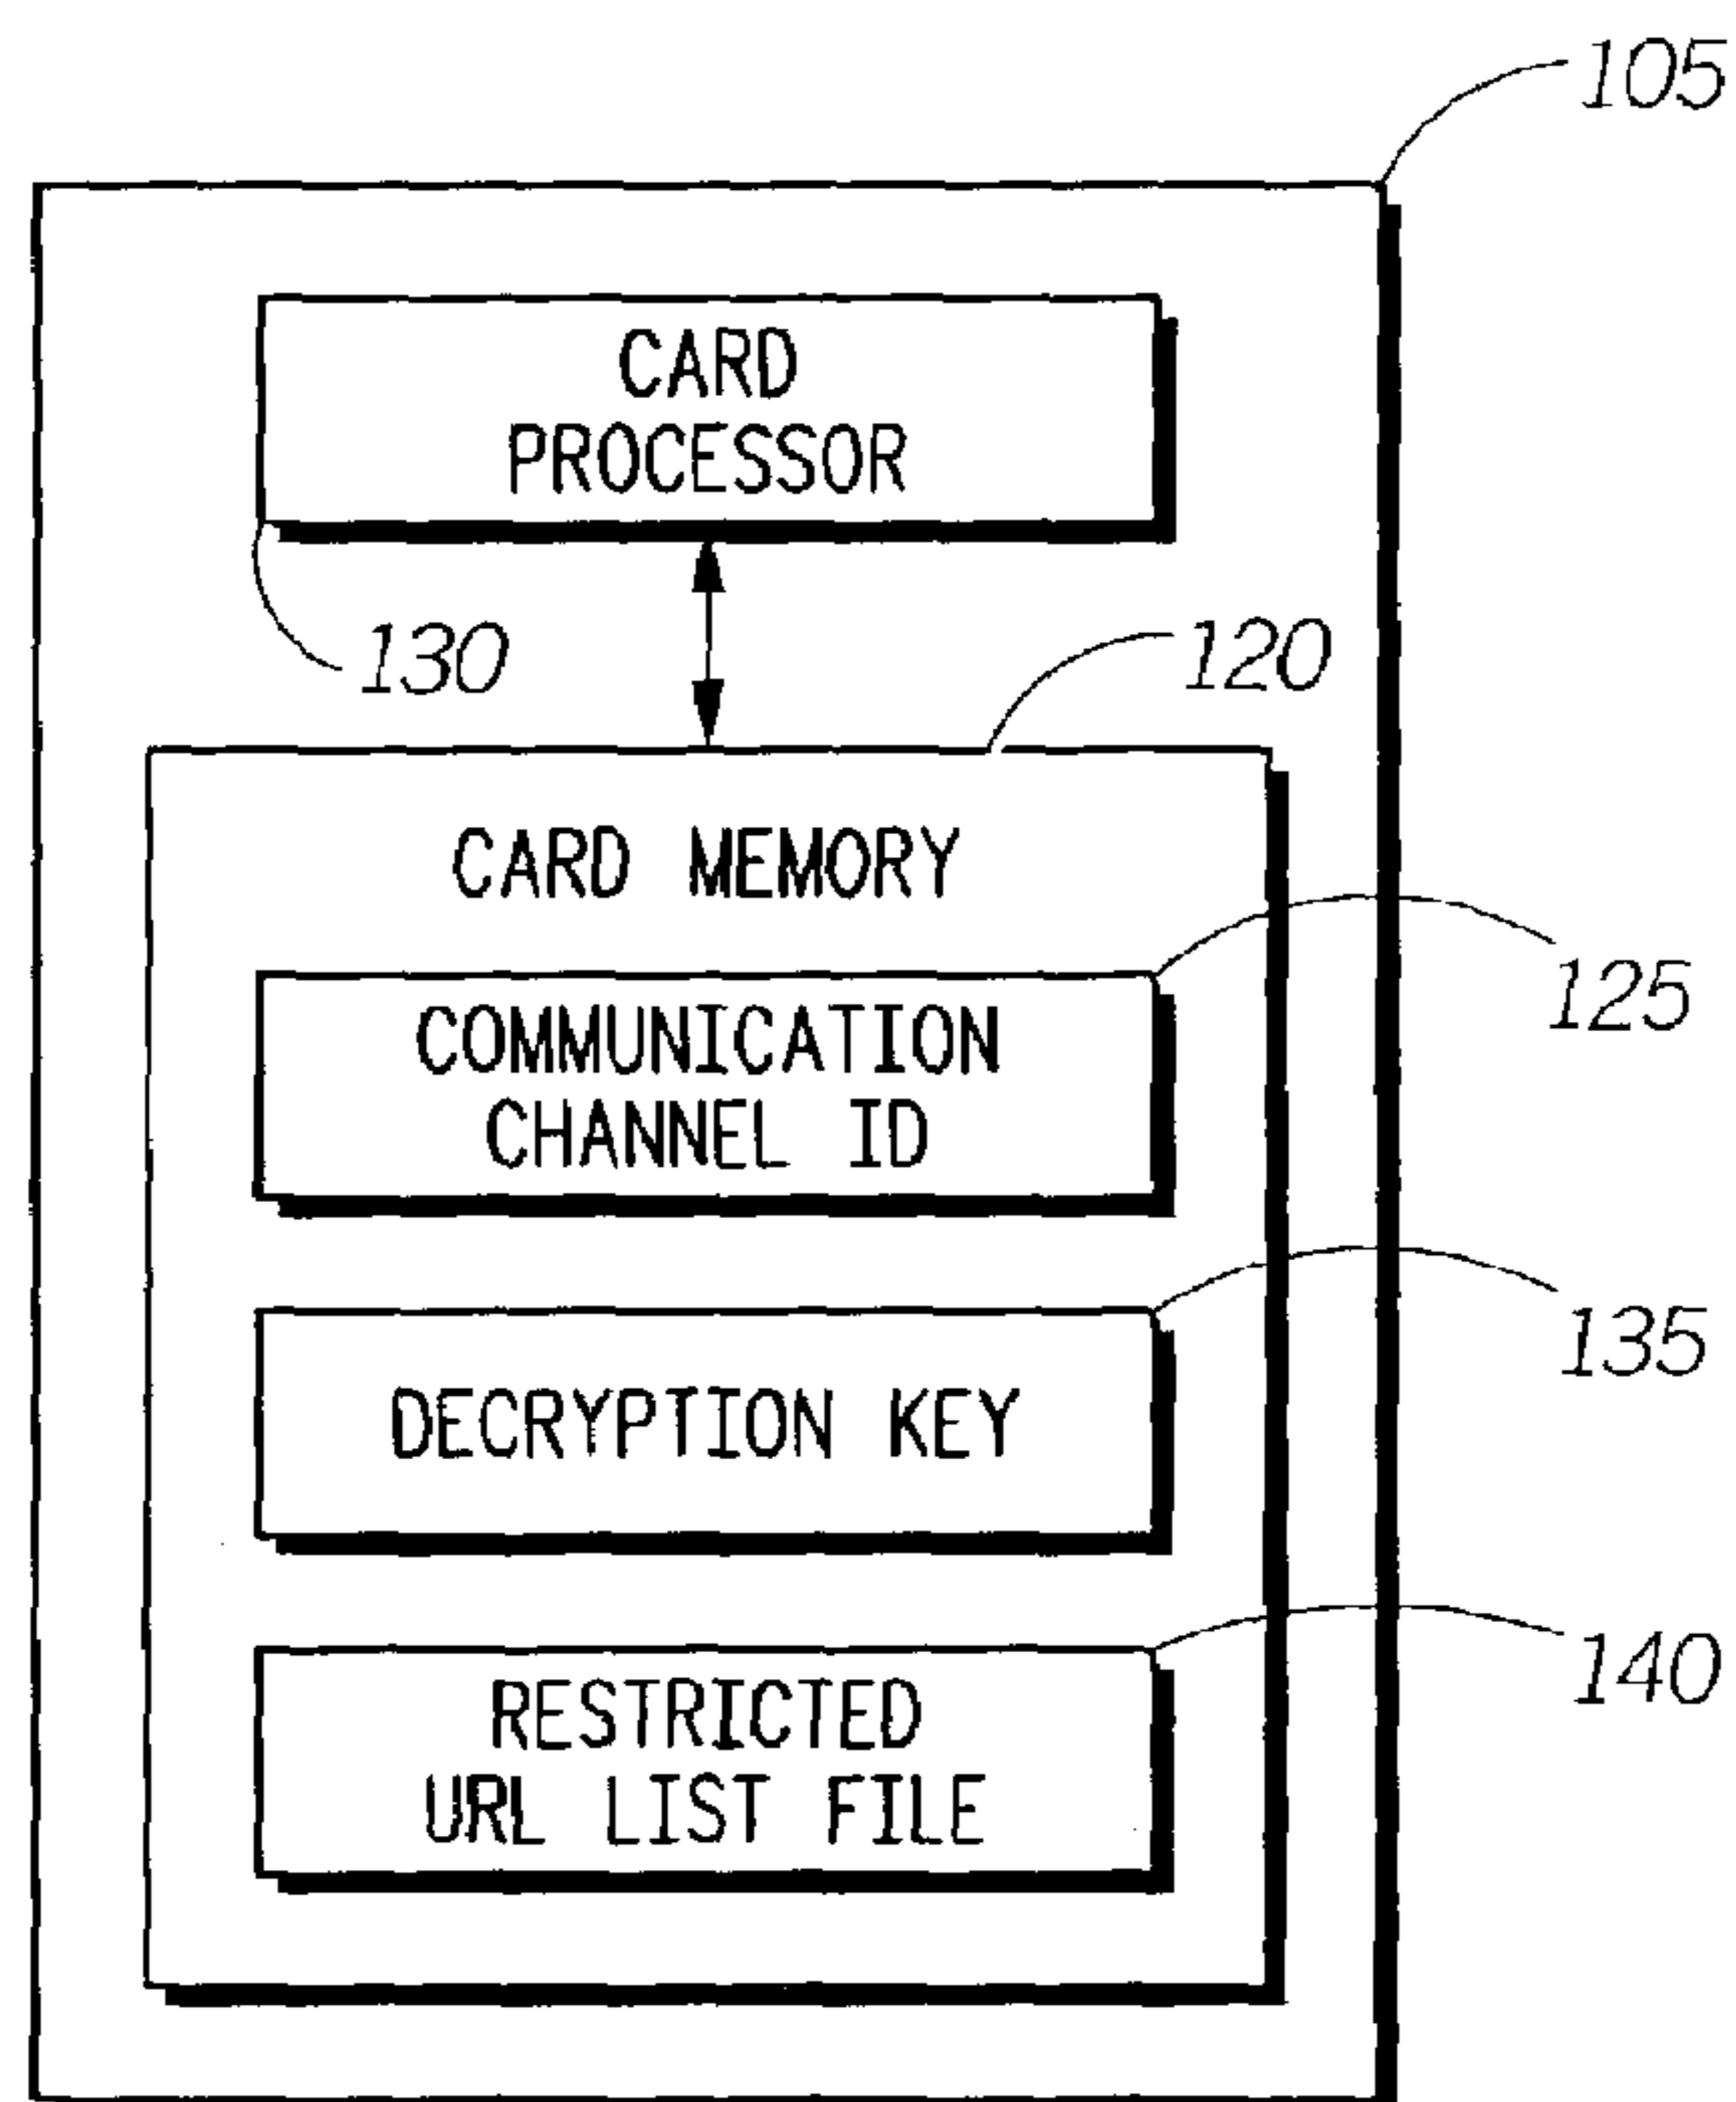 105
CARD
PROCESSOR
130
120
CARD MEMORY
125
COMMUNICATION
CHANNEL ID
135
DECRYPTION KEY
140
RESTRICTED
URL LIST FILE